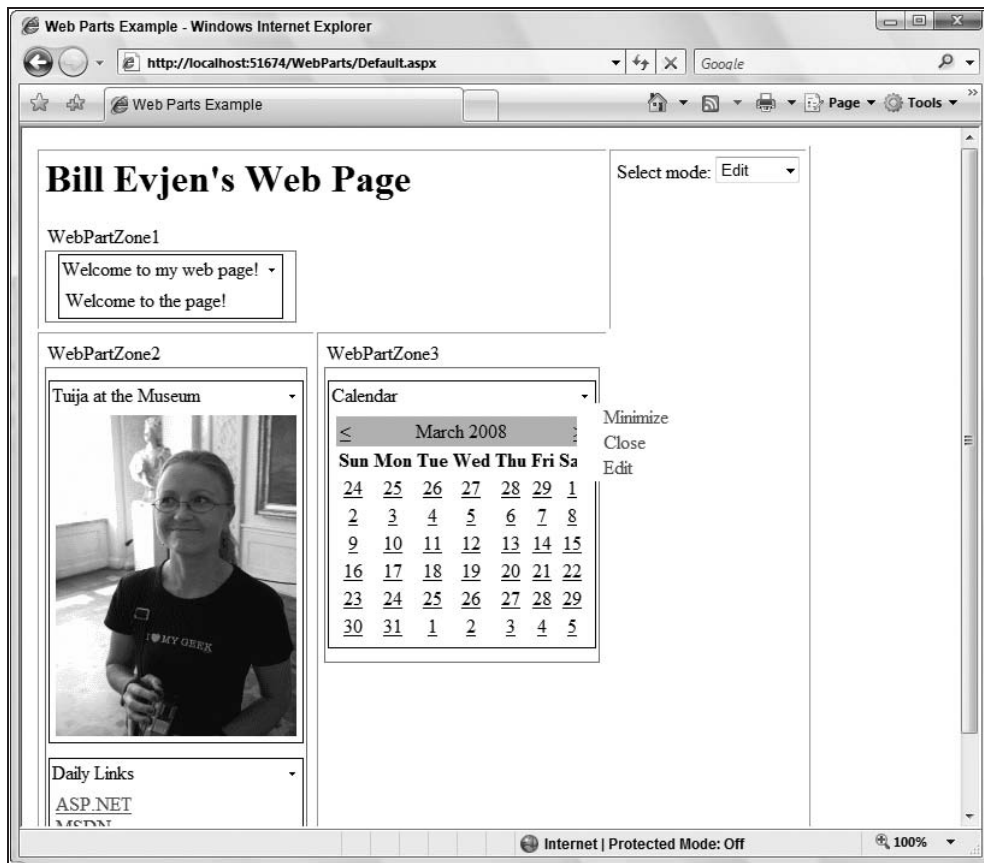 Web Parts Example - Windows Internet Explorer
http://localhost:51674/WebParts/Default.aspx
Google
Web Parts Example
Page
Tools
Bill Evjen's Web Page
Select mode: Edit
WebPartZone1
Welcome to my web page!
Welcome to the page!
WebPartZone2
WebPartZone3
Tuija at the Museum
Calendar
Minimize
Close
Edit
< March 2008 >
Sun Mon Tue Wed Thu Fri Sa
24 25 26 27 28 29 1
2 3 4 5 6 7 8
9 10 11 12 13 14 15
16 17 18 19 20 21 22
23 24 25 26 27 28 29
30 31 1 2 3 4 5
I ♥ MY GEEK
Daily Links
ASP.NET
MSDN
Internet | Protected Mode: Off
100%